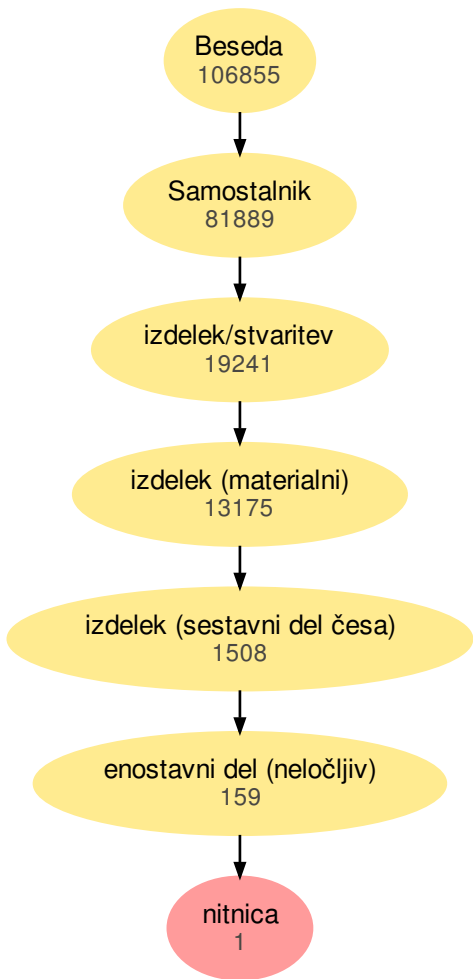 Beseda
106855
Samostalnik
81889
izdelek/stvaritev
19241
izdelek (materialni)
13175
izdelek (sestavni del česa)
1508
enostavni del (neločljiv)
159
nitnica
1